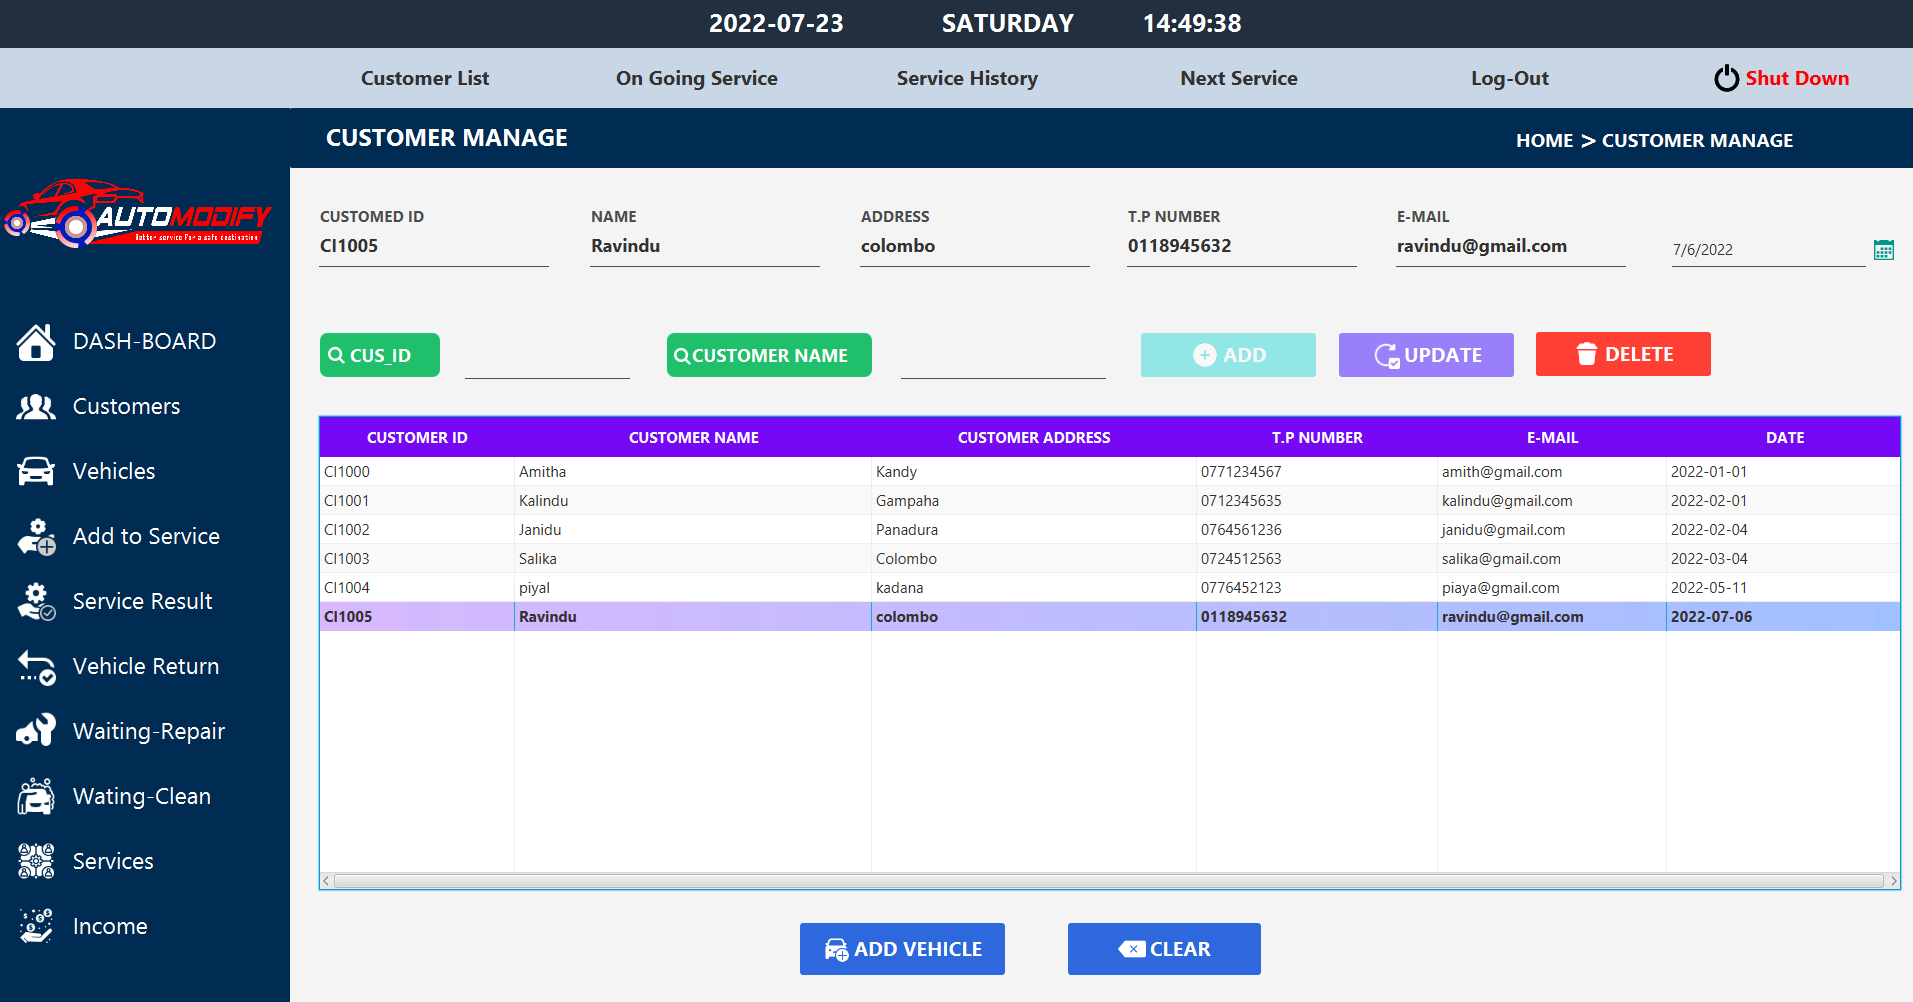 2022-07-23 SATURDAY 14:49:38
Customer List On Going Service Service History Next Service Log-Out Shut Down
CUSTOMER MANAGE HOME > CUSTOMER MANAGE
AUTOMODIFY
Better service For a safe destination
DASH-BOARD
Customers
Vehicles
Add to Service
Service Result
Vehicle Return
Waiting-Repair
Wating-Clean
Services
Income
CUSTOMED ID NAME ADDRESS T.P NUMBER E-MAIL
CI1005 Ravindu colombo 0118945632 ravindu@gmail.com 7/6/2022
CUS_ID CUSTOMER NAME ADD UPDATE DELETE
CUSTOMER ID CUSTOMER NAME CUSTOMER ADDRESS T.P NUMBER E-MAIL DATE
CI1000 Amitha Kandy 0771234567 amith@gmail.com 2022-01-01
CI1001 Kalindu Gampaha 0712345635 kalindu@gmail.com 2022-02-01
CI1002 Janidu Panadura 0764561236 janidu@gmail.com 2022-02-04
CI1003 Salika Colombo 0724512563 salika@gmail.com 2022-03-04
CI1004 piyal kadana 0776452123 piaya@gmail.com 2022-05-11
CI1005 Ravindu colombo 0118945632 ravindu@gmail.com 2022-07-06
ADD VEHICLE CLEAR